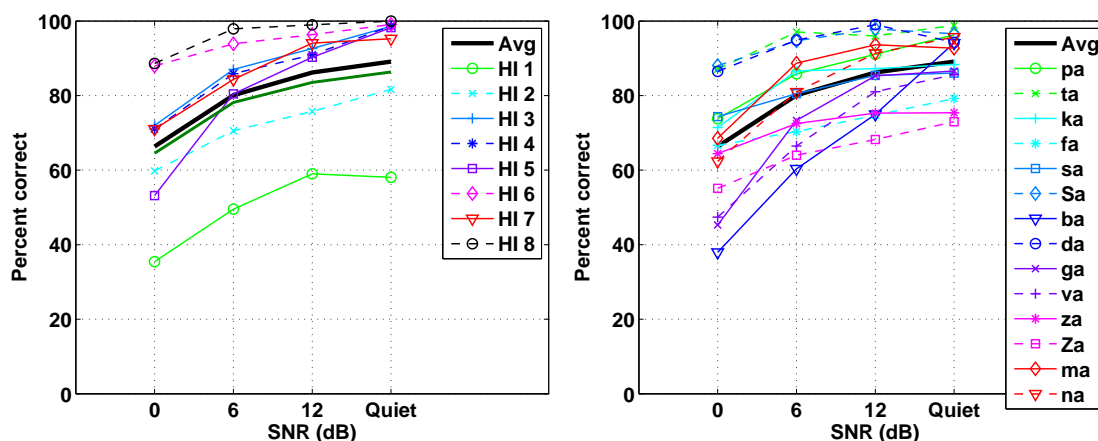 100
80
60
40
20
0
Percent correct
0 6 12 Quiet
SNR (dB)
Avg
HI 1
HI 2
HI 3
HI 4
HI 5
HI 6
HI 7
HI 8
100
80
60
40
20
0
Percent correct
0 6 12 Quiet
SNR (dB)
Avg
pa
ta
ka
fa
sa
Sa
ba
da
ga
va
za
Za
ma
na